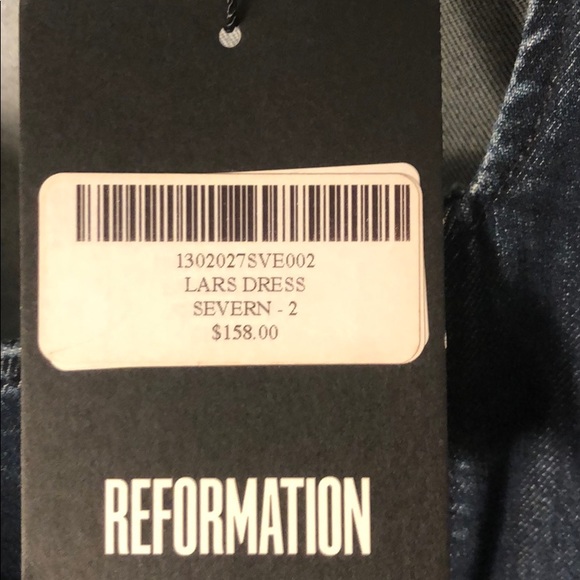 1302027SVE002
LARS DRESS
SEVERN - 2
$158.00
REFORMATION